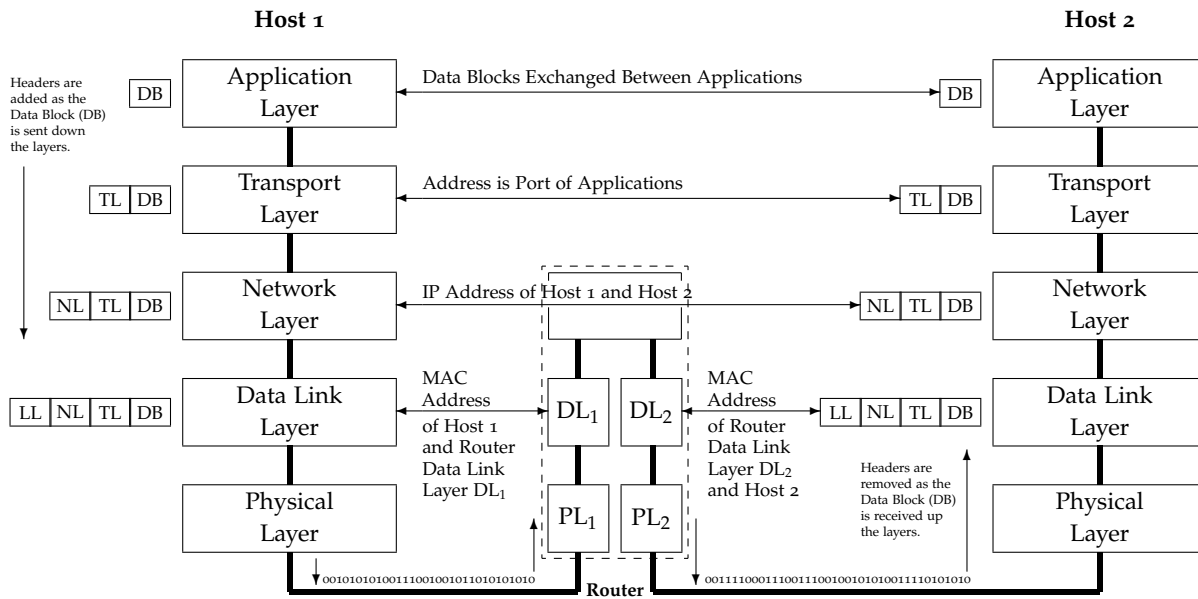 Host 1
Host 2
Headers are
added as the
Data Block (DB)
is sent down
the layers.
DB
Application
Layer
Data Blocks Exchanged Between Applications
DB
Application
Layer
TL DB
Transport
Layer
Address is Port of Applications
TL DB
Transport
Layer
NL TL DB
Network
Layer
IP Address of Host 1 and Host 2
NL TL DB
Network
Layer
LL NL TL DB
Data Link
Layer
MAC
Address
of Host 1
and Router
Data Link
Layer DL₁
DL₁
DL₂
MAC
Address
of Router
Data Link
Layer DL₂
and Host 2
LL NL TL DB
Data Link
Layer
Physical
Layer
PL₁
PL₂
Headers are
removed as the
Data Block (DB)
is received up
the layers.
Physical
Layer
Router